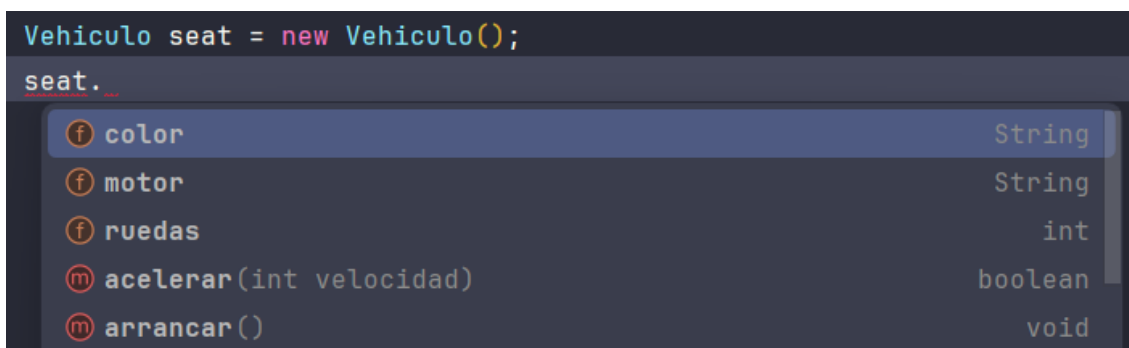 Vehiculo seat = new Vehiculo();
seat.
f color String
f motor String
f ruedas int
m acelerar(int velocidad) boolean
m arrancar() void